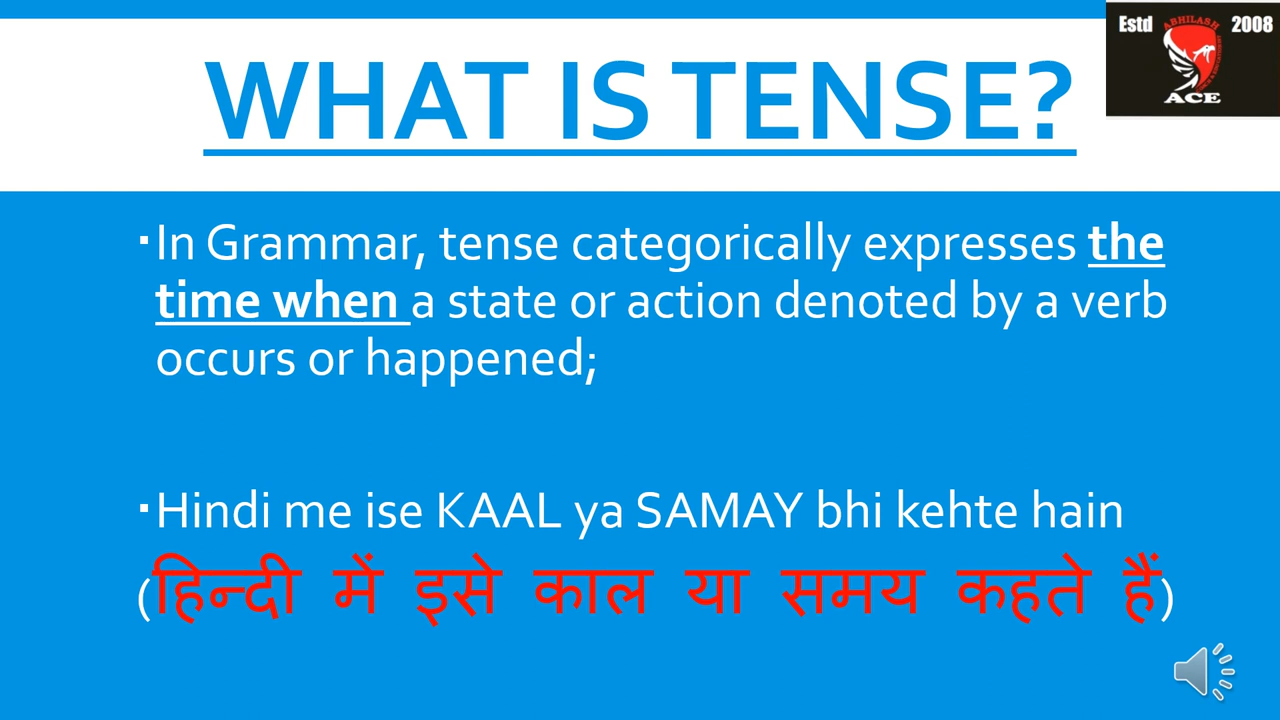 Estd 2008
ABHILASH
ACE
WHAT IS TENSE?
▪In Grammar, tense categorically expresses the
time when a state or action denoted by a verb
occurs or happened;
▪Hindi me ise KAAL ya SAMAY bhi kehte hain
(हिन्दी में इसे काल या समय कहते हैं)